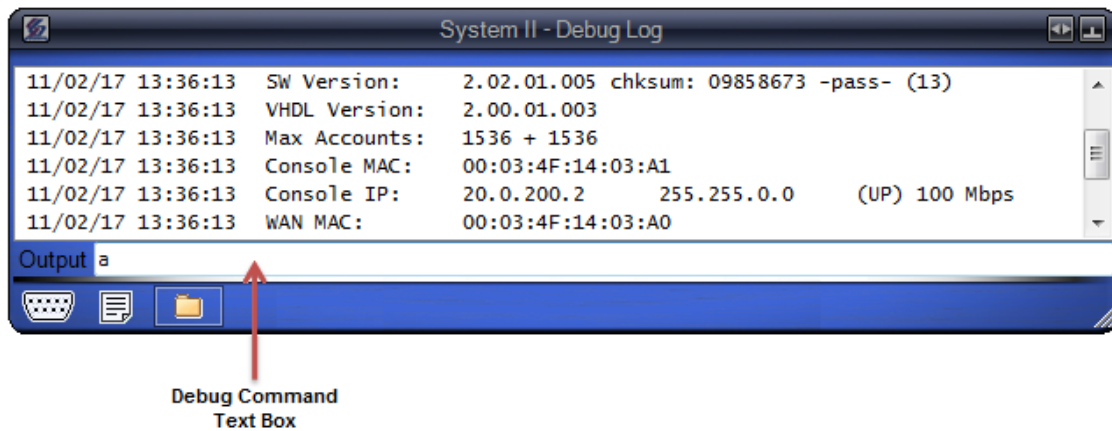 System II - Debug Log
11/02/17 13:36:13 SW Version: 2.02.01.005 chksum: 09858673 -pass- (13)
11/02/17 13:36:13 VHDL Version: 2.00.01.003
11/02/17 13:36:13 Max Accounts: 1536 + 1536
11/02/17 13:36:13 Console MAC: 00:03:4F:14:03:A1
11/02/17 13:36:13 Console IP: 20.0.200.2 255.255.0.0 (UP) 100 Mbps
11/02/17 13:36:13 WAN MAC: 00:03:4F:14:03:A0
Output a
Debug Command
Text Box